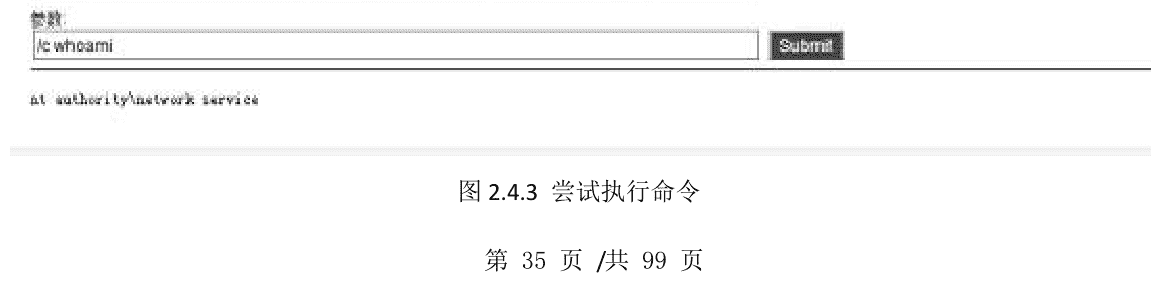 参数:
/c whoami
Submit
nt authority\network service
图 2.4.3 尝试执行命令
第 35 页 /共 99 页